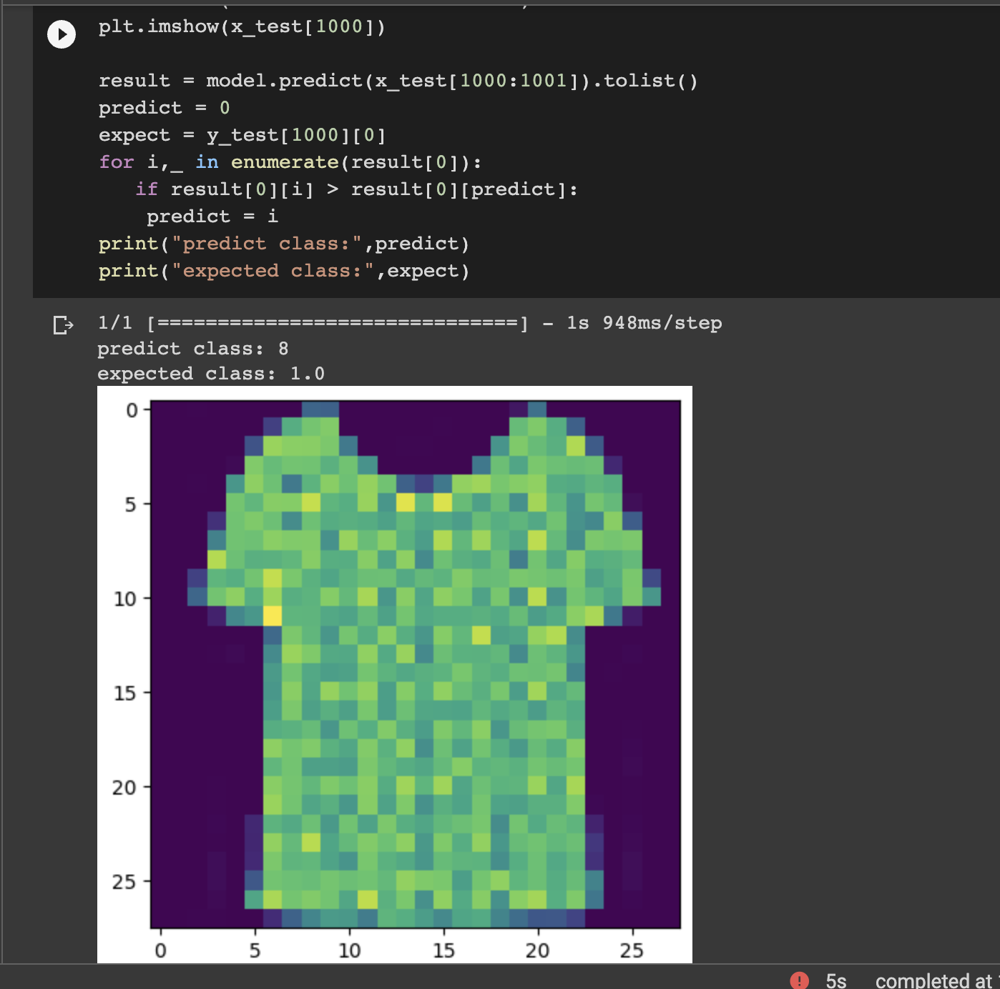 plt.imshow(x_test[1000])
result = model.predict(x_test[1000:1001]).tolist()
predict = 0
expect = y_test[1000][0]
for i,_ in enumerate(result[0]):
if result[0][i] > result[0][predict]:
predict = i
print("predict class:",predict)
print("expected class:",expect)
1/1 [==============================] - 1s 948ms/step
predict class: 8
expected class: 1.0
0
5
10
15
20
25
0 5 10 15 20 25
5s completed at